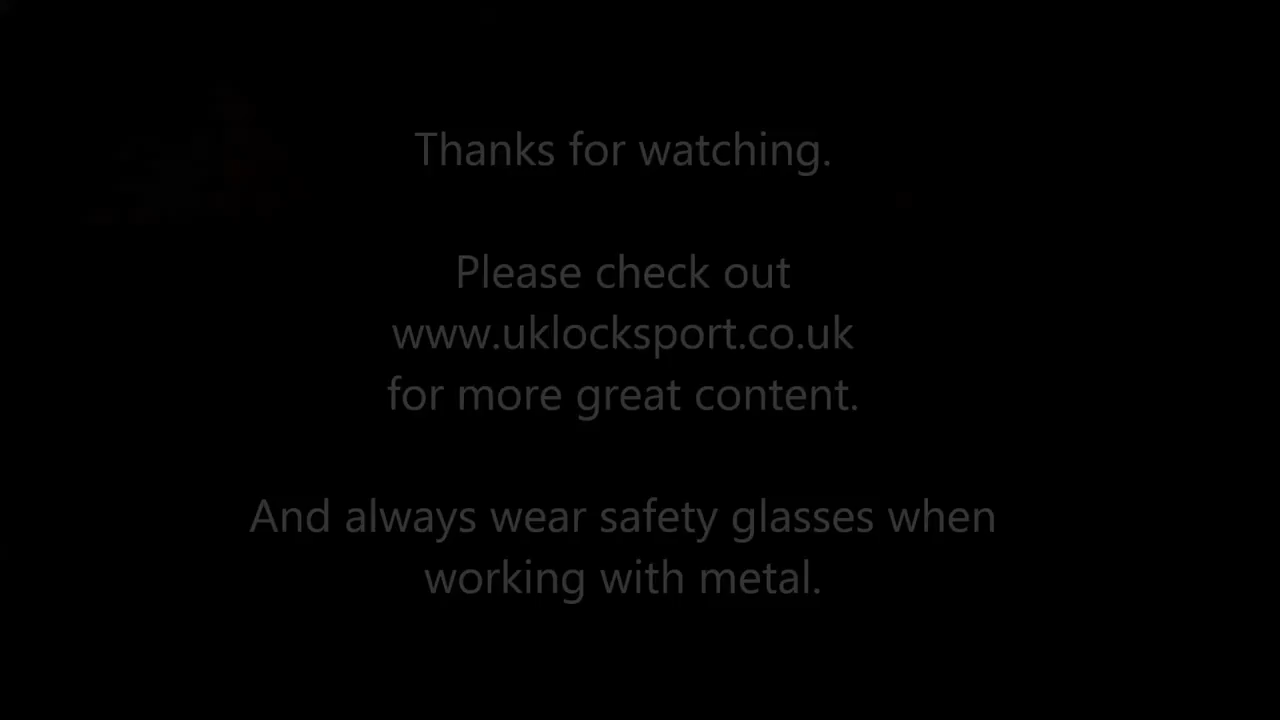 Thanks for watching.
Please check out
www.uklocksport.co.uk
for more great content.
And always wear safety glasses when
working with metal.